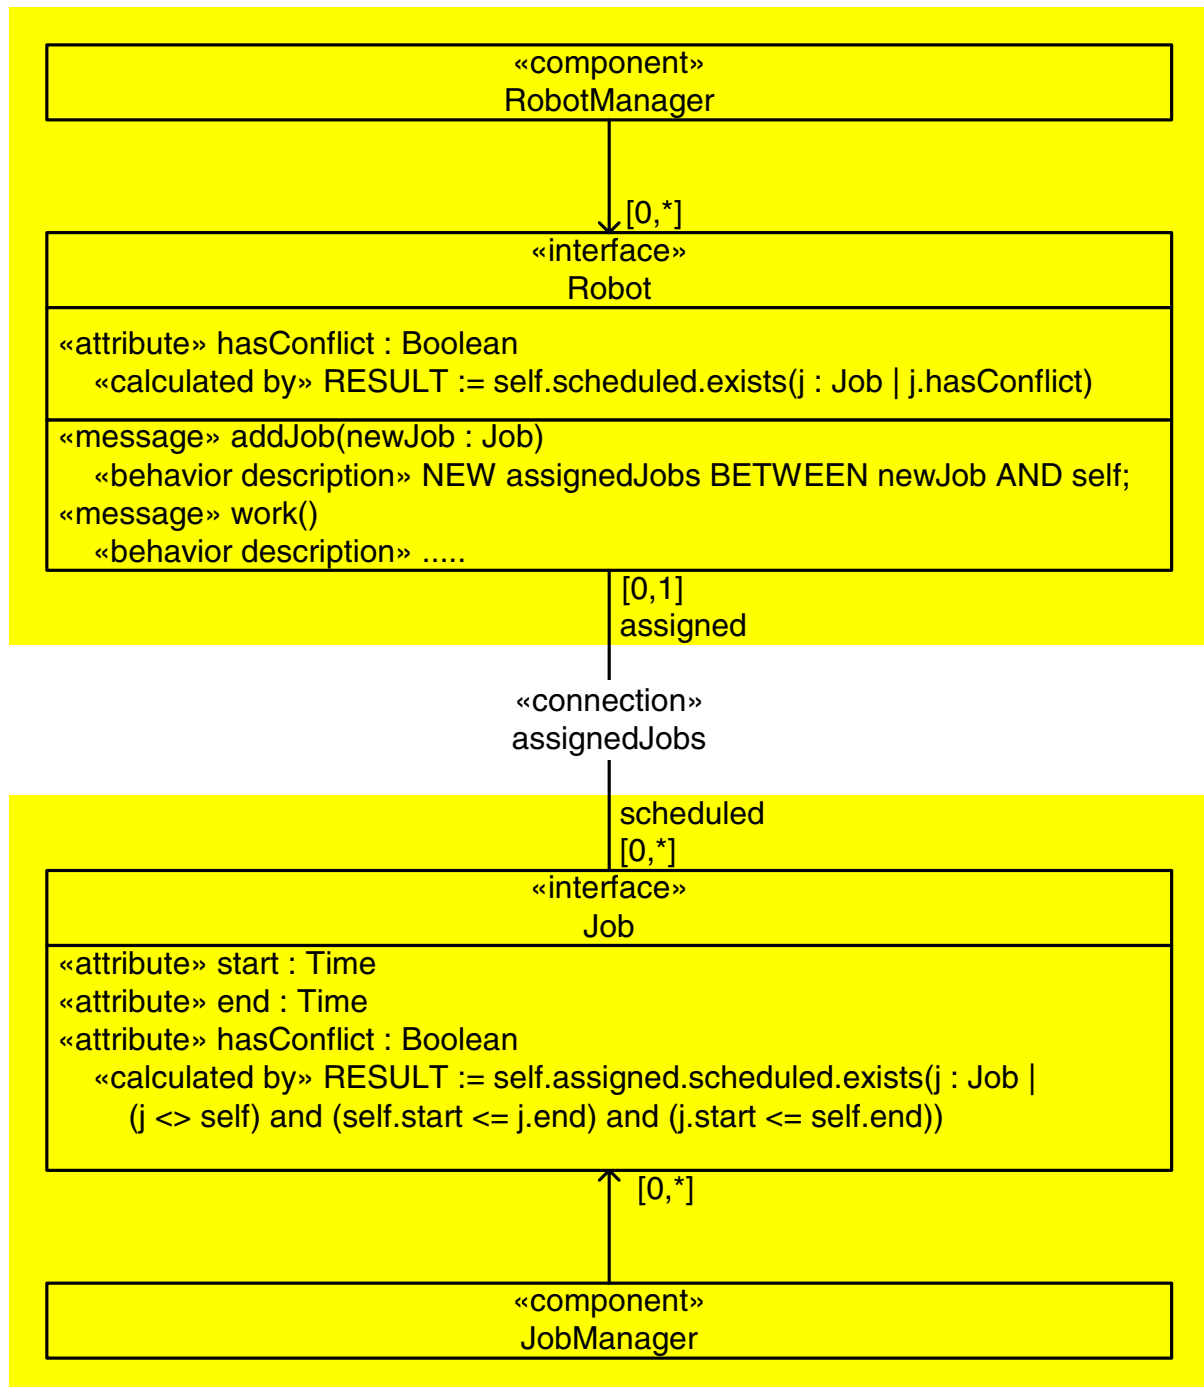 «component»
RobotManager
[0,*]
«interface»
Robot
«attribute» hasConflict : Boolean
«calculated by» RESULT := self.scheduled.exists(j : Job | j.hasConflict)
«message» addJob(newJob : Job)
«behavior description» NEW assignedJobs BETWEEN newJob AND self;
«message» work()
«behavior description» .....
[0,1]
assigned
«connection»
assignedJobs
scheduled
[0,*]
«interface»
Job
«attribute» start : Time
«attribute» end : Time
«attribute» hasConflict : Boolean
«calculated by» RESULT := self.assigned.scheduled.exists(j : Job |
(j <> self) and (self.start <= j.end) and (j.start <= self.end))
[0,*]
«component»
JobManager